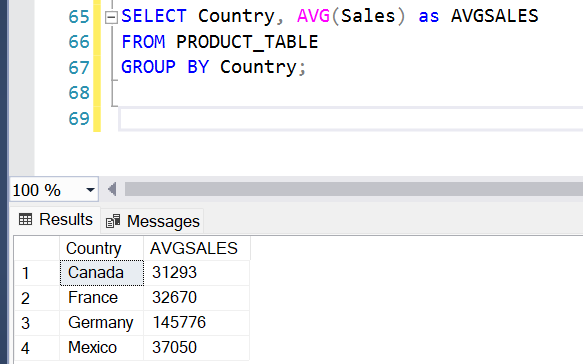 65 SELECT Country, AVG(Sales) as AVGSALES
66 FROM PRODUCT_TABLE
67 GROUP BY Country;
68
69
100 %
Results Messages
Country AVGSALES
1 Canada 31293
2 France 32670
3 Germany 145776
4 Mexico 37050